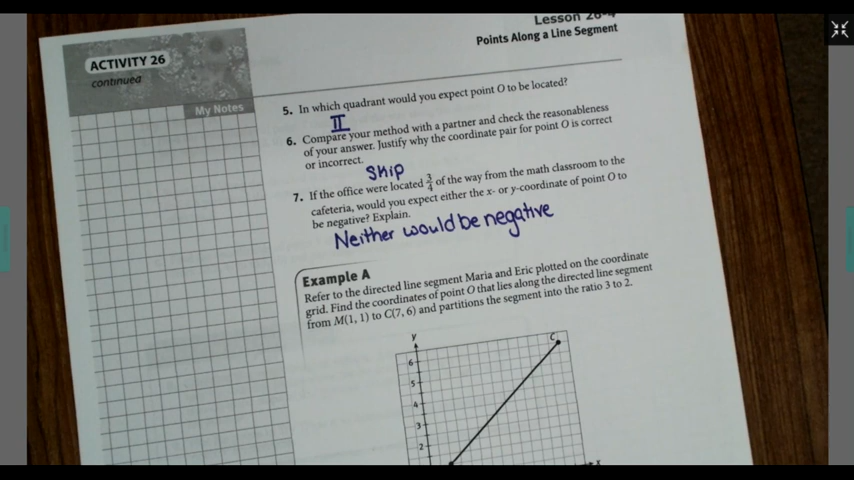 Lesson 26-4
Points Along a Line Segment
ACTIVITY 26
continued
My Notes
5. In which quadrant would you expect point O to be located?
II
6. Compare your method with a partner and check the reasonableness
of your answer. Justify why the coordinate pair for point O is correct
or incorrect.
Skip
7. If the office were located 3/4 of the way from the math classroom to the
cafeteria, would you expect either the x- or y-coordinate of point O to
be negative? Explain.
Neither would be negative
Example A
Refer to the directed line segment Maria and Eric plotted on the coordinate
grid. Find the coordinates of point O that lies along the directed line segment
from M(1, 1) to C(7, 6) and partitions the segment into the ratio 3 to 2.
y
C
6
5
4
3
2
x